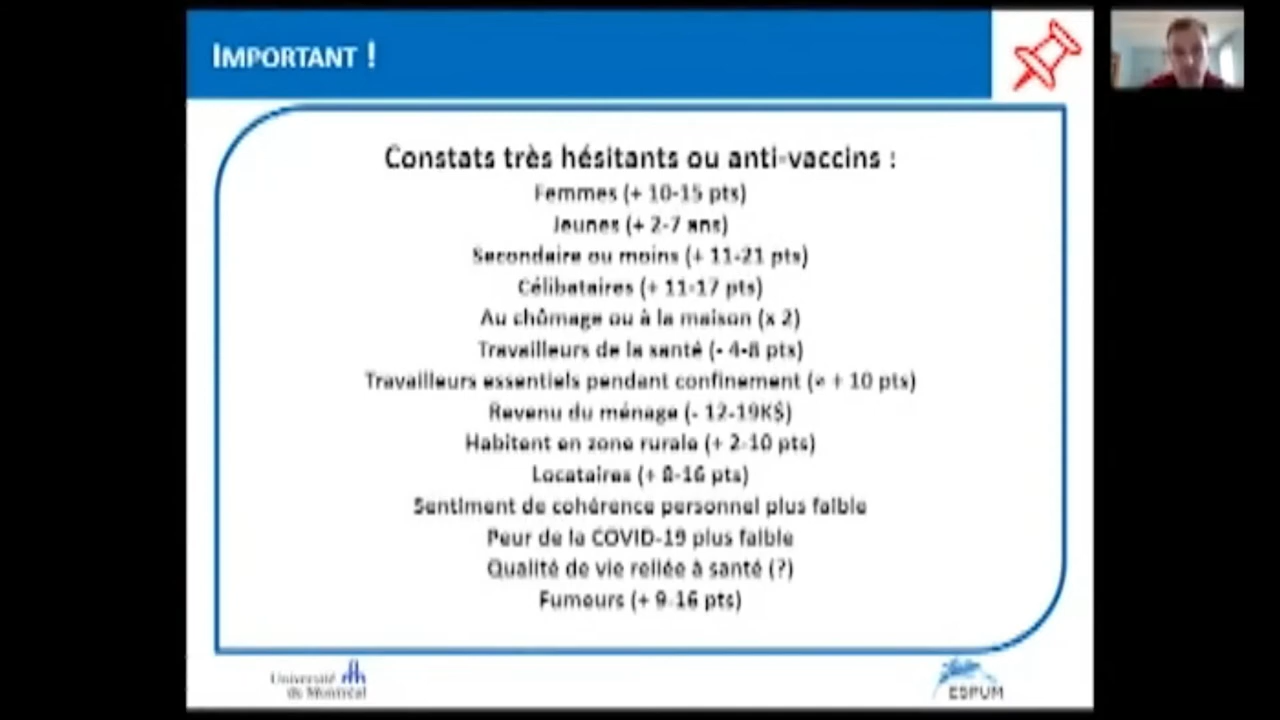 IMPORTANT !
Constats très hésitants ou anti-vaccins :
Femmes (+ 10-15 pts)
Jeunes (+ 2-7 ans)
Secondaire ou moins (+ 11-21 pts)
Célibataires (+ 11-17 pts)
Au chômage ou à la maison (x 2)
Travailleurs de la santé (- 4-8 pts)
Travailleurs essentiels pendant confinement (≈ + 10 pts)
Revenu du ménage (- 12-19K$)
Habitent en zone rurale (+ 2-10 pts)
Locataires (+ 8-16 pts)
Sentiment de cohérence personnel plus faible
Peur de la COVID-19 plus faible
Qualité de vie reliée à santé (?)
Fumeurs (+ 9-16 pts)
Université
de Montréal
ESPUM